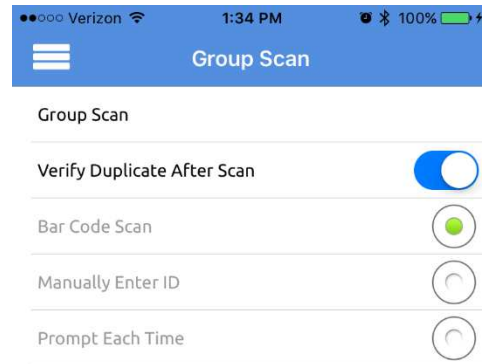 Verizon 1:34 PM 100%
Group Scan
Group Scan
Verify Duplicate After Scan
Bar Code Scan
Manually Enter ID
Prompt Each Time